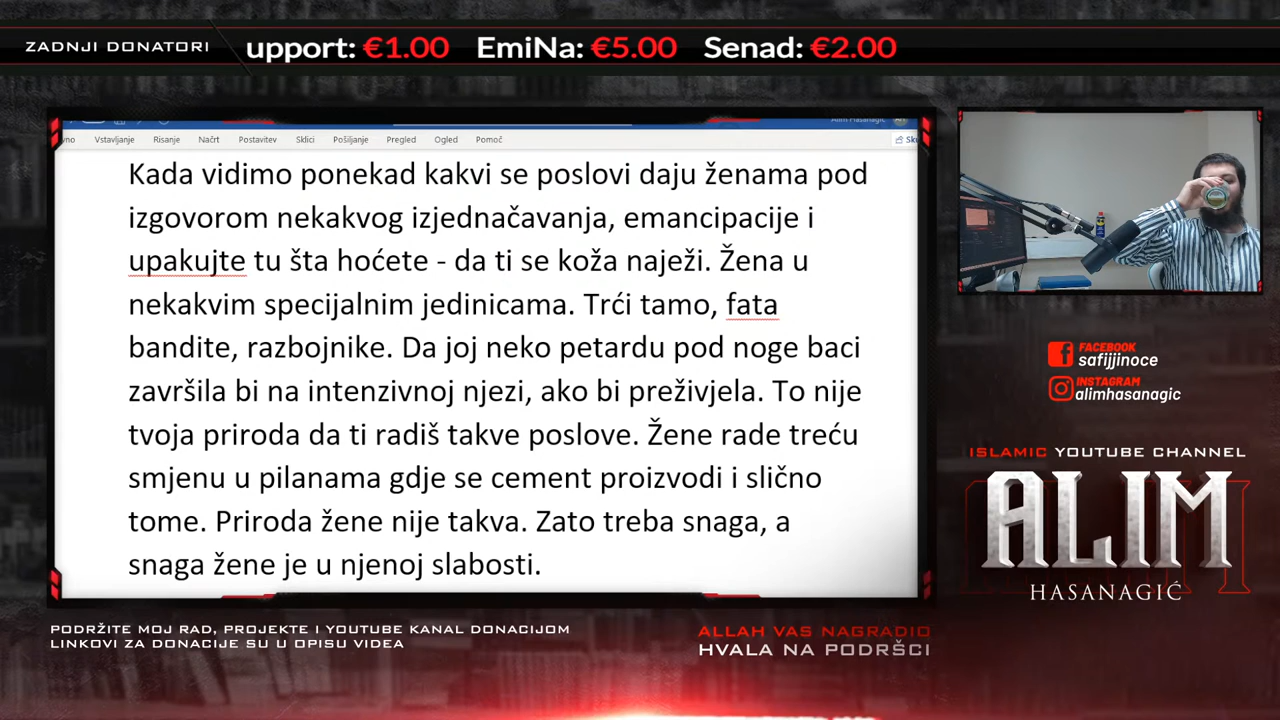 ZADNJI DONATORI
upport: €1.00 EmiNa: €5.00 Senad: €2.00
Vstavljanje Risanje Načrt Postavitev Sklici Pošiljanje Pregled Ogled Pomoč
Kada vidimo ponekad kakvi se poslovi daju ženama pod
izgovorom nekakvog izjednačavanja, emancipacije i
upakujte tu šta hoćete - da ti se koža naježi. Žena u
nekakvim specijalnim jedinicama. Trći tamo, fata
bandite, razbojnike. Da joj neko petardu pod noge baci
završila bi na intenzivnoj njezi, ako bi preživjela. To nije
tvoja priroda da ti radiš takve poslove. Žene rade treću
smjenu u pilanama gdje se cement proizvodi i slično
tome. Priroda žene nije takva. Zato treba snaga, a
snaga žene je u njenoj slabosti.
FACEBOOK
safijjinoce
INSTAGRAM
alimhasanagic
ISLAMIC YOUTUBE CHANNEL
ALIM
HASANAGIĆ
PODRŽITE MOJ RAD, PROJEKTE I YOUTUBE KANAL DONACIJOM
LINKOVI ZA DONACIJE SU U OPISU VIDEA
ALLAH VAS NAGRADIO
HVALA NA PODRŠCI